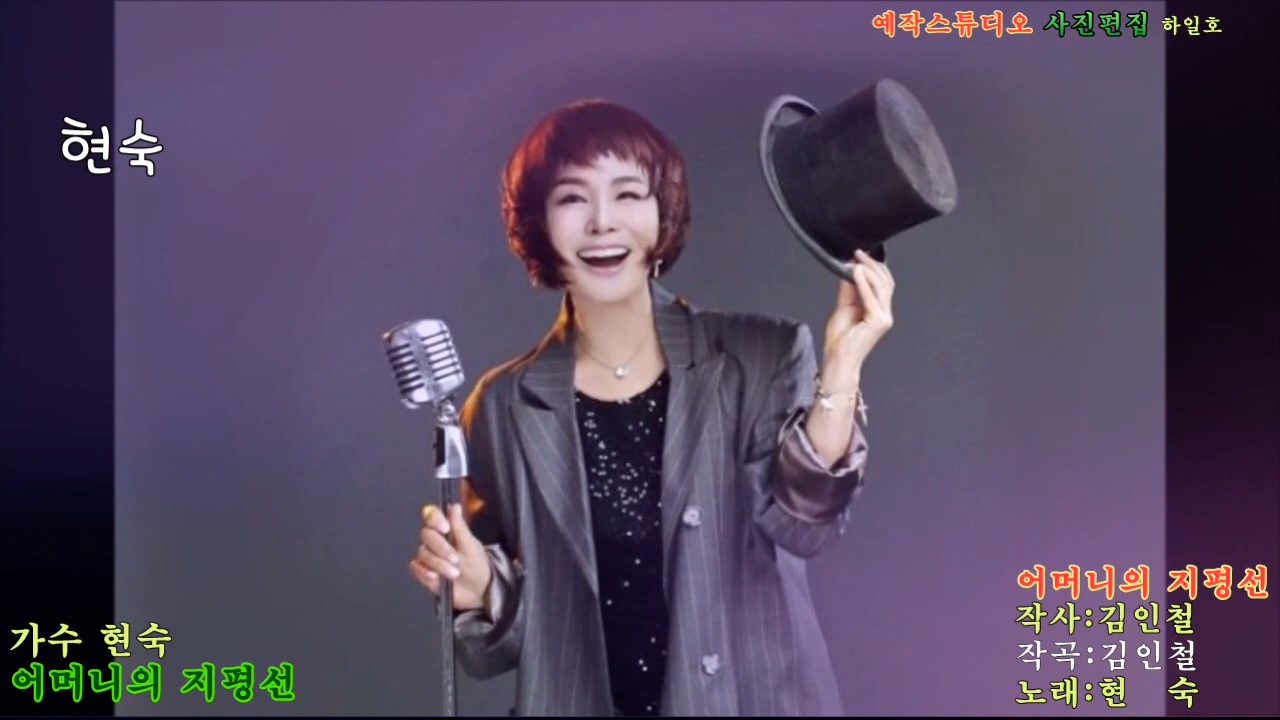 예작스튜디오 사진편집 하일호
현숙
어머니의 지평선
작사:김인철
작곡:김인철
노래:현 숙
가수 현숙
어머니의 지평선